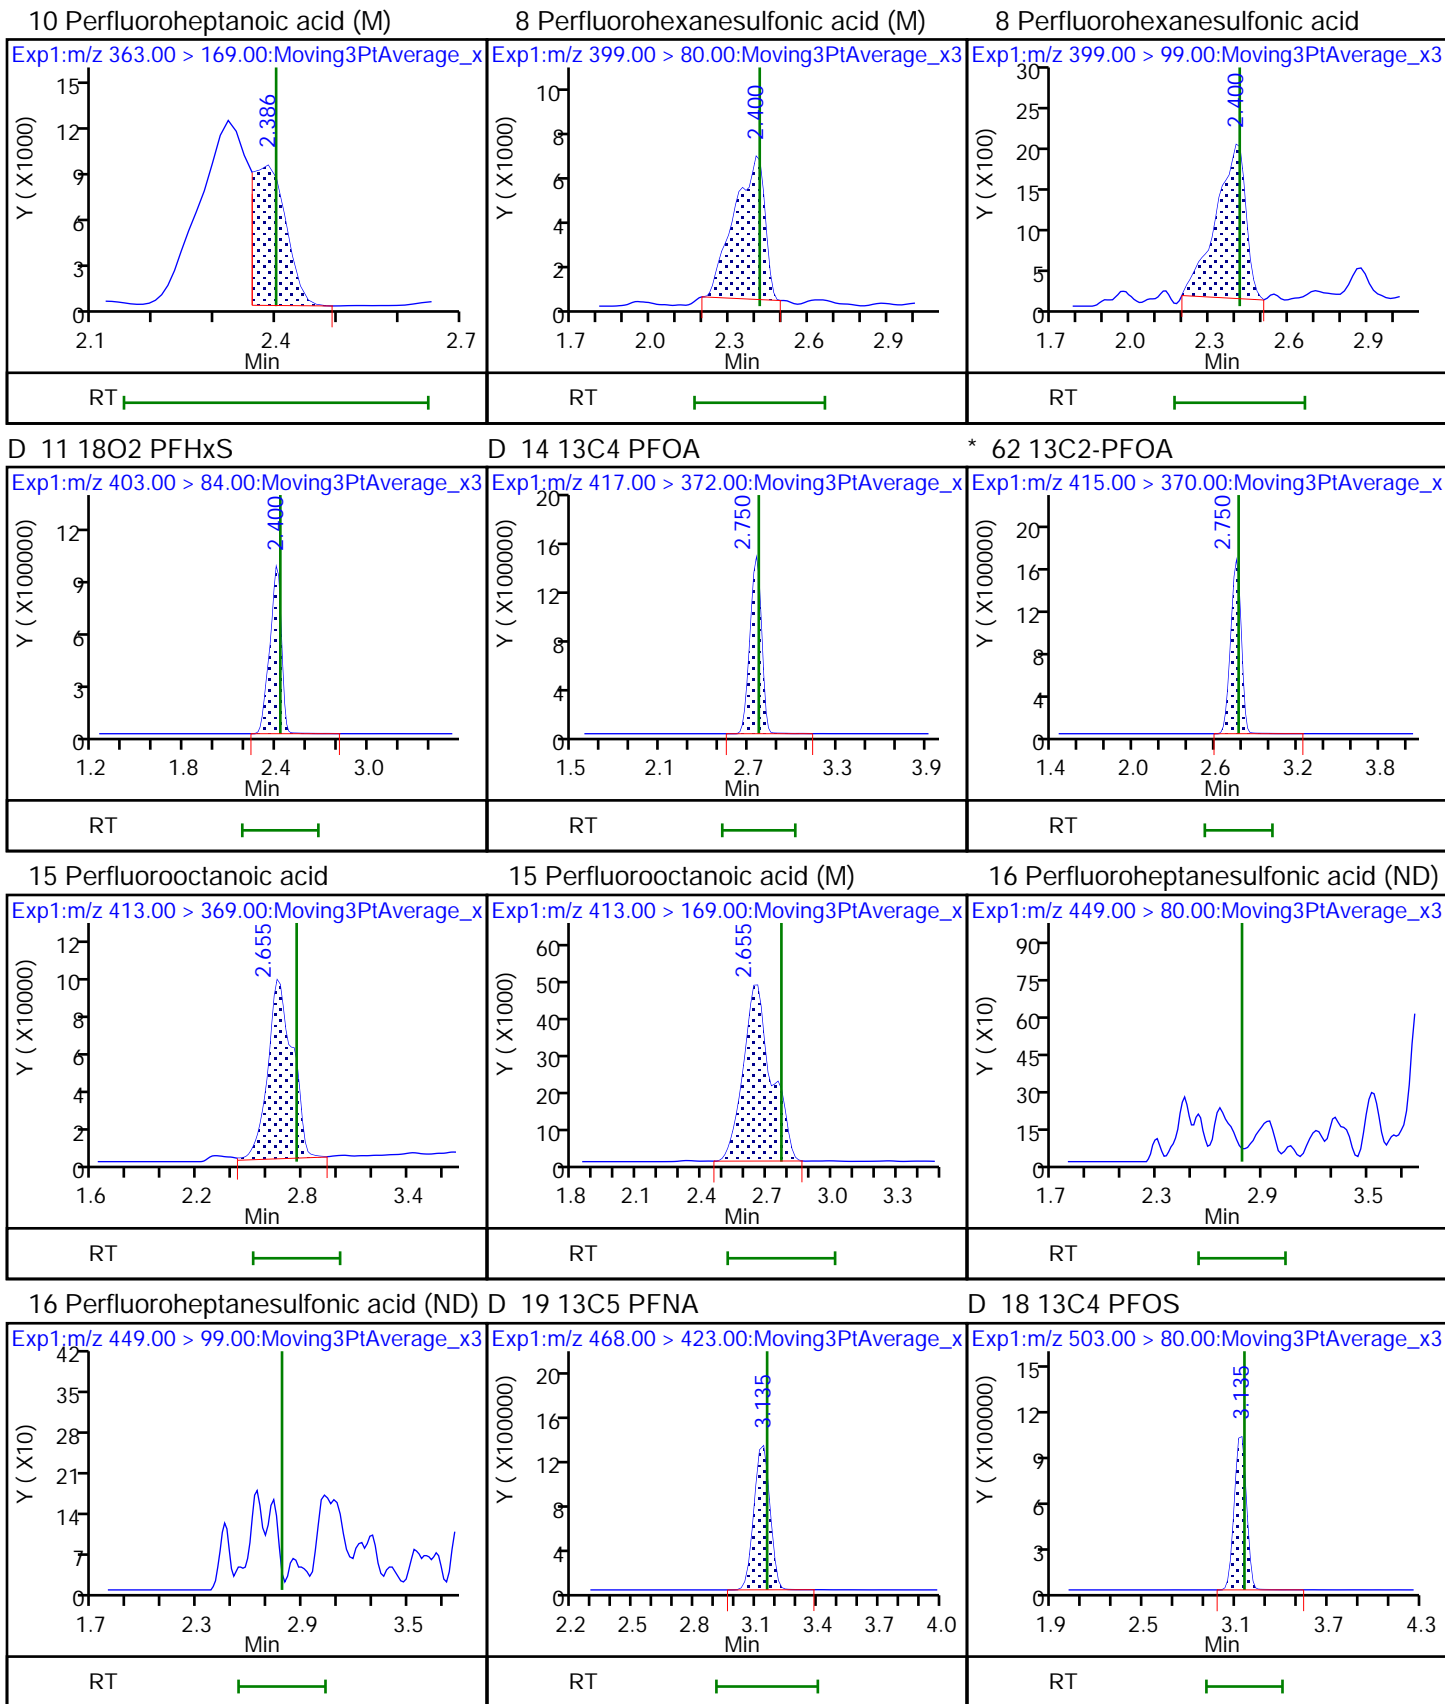 10 Perfluoroheptanoic acid (M)
Exp1:m/z 363.00 > 169.00:Moving3PtAverage_x
Y ( X1000)
15
12
9
6
3
0
2.386
2.1 2.4 2.7
Min
RT
8 Perfluorohexanesulfonic acid (M)
Exp1:m/z 399.00 > 80.00:Moving3PtAverage_x3
Y ( X1000)
10
8
6
4
2
0
2.400
1.7 2.0 2.3 2.6 2.9
Min
RT
8 Perfluorohexanesulfonic acid
Exp1:m/z 399.00 > 99.00:Moving3PtAverage_x3
Y ( X100)
30
25
20
15
10
5
0
2.400
1.7 2.0 2.3 2.6 2.9
Min
RT
D 11 18O2 PFHxS
Exp1:m/z 403.00 > 84.00:Moving3PtAverage_x3
Y ( X100000)
12
9
6
3
0
2.400
1.2 1.8 2.4 3.0
Min
RT
D 14 13C4 PFOA
Exp1:m/z 417.00 > 372.00:Moving3PtAverage_x
Y ( X100000)
20
16
12
8
4
0
2.750
1.5 2.1 2.7 3.3 3.9
Min
RT
* 62 13C2-PFOA
Exp1:m/z 415.00 > 370.00:Moving3PtAverage_x
Y ( X100000)
20
16
12
8
4
0
2.750
1.4 2.0 2.6 3.2 3.8
Min
RT
15 Perfluorooctanoic acid
Exp1:m/z 413.00 > 369.00:Moving3PtAverage_x
Y ( X10000)
12
10
8
6
4
2
0
2.655
1.6 2.2 2.8 3.4
Min
RT
15 Perfluorooctanoic acid (M)
Exp1:m/z 413.00 > 169.00:Moving3PtAverage_x
Y ( X1000)
60
50
40
30
20
10
0
2.655
1.8 2.1 2.4 2.7 3.0 3.3
Min
RT
16 Perfluoroheptanesulfonic acid (ND)
Exp1:m/z 449.00 > 80.00:Moving3PtAverage_x3
Y ( X10)
90
75
60
45
30
15
0
1.7 2.3 2.9 3.5
Min
RT
16 Perfluoroheptanesulfonic acid (ND)
Exp1:m/z 449.00 > 99.00:Moving3PtAverage_x3
Y ( X10)
42
35
28
21
14
7
0
1.7 2.3 2.9 3.5
Min
RT
D 19 13C5 PFNA
Exp1:m/z 468.00 > 423.00:Moving3PtAverage_x
Y ( X100000)
20
16
12
8
4
0
3.135
2.2 2.5 2.8 3.1 3.4 3.7 4.0
Min
RT
D 18 13C4 PFOS
Exp1:m/z 503.00 > 80.00:Moving3PtAverage_x3
Y ( X100000)
15
12
9
6
3
0
3.135
1.9 2.5 3.1 3.7 4.3
Min
RT